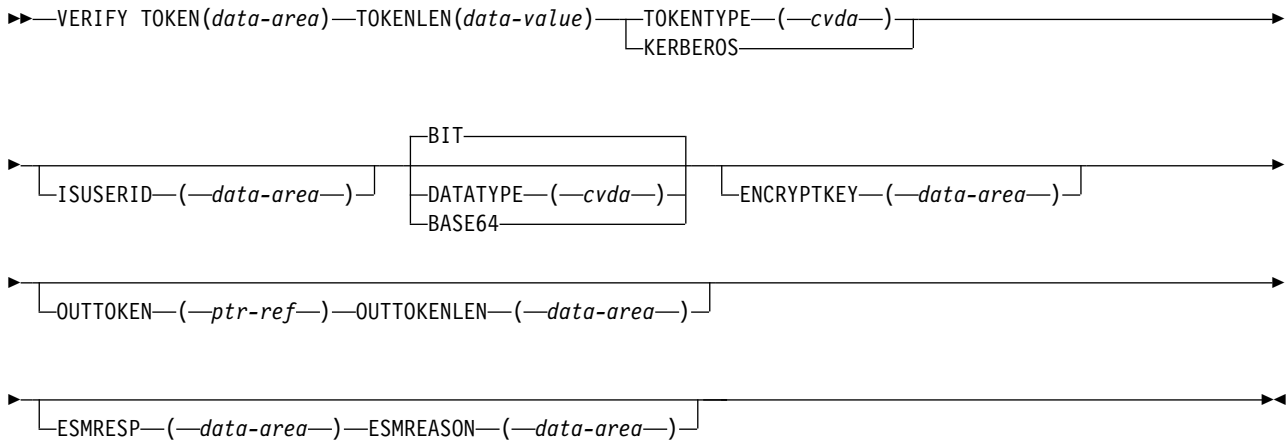 VERIFY TOKEN(data-area) TOKENLEN(data-value) TOKENTYPE ( cvda )
KERBEROS
BIT
ISUSERID ( data-area ) DATATYPE ( cvda ) ENCRYPTKEY ( data-area )
BASE64
OUTTOKEN ( ptr-ref ) OUTTOKENLEN ( data-area )
ESMRESP ( data-area ) ESMREASON ( data-area )